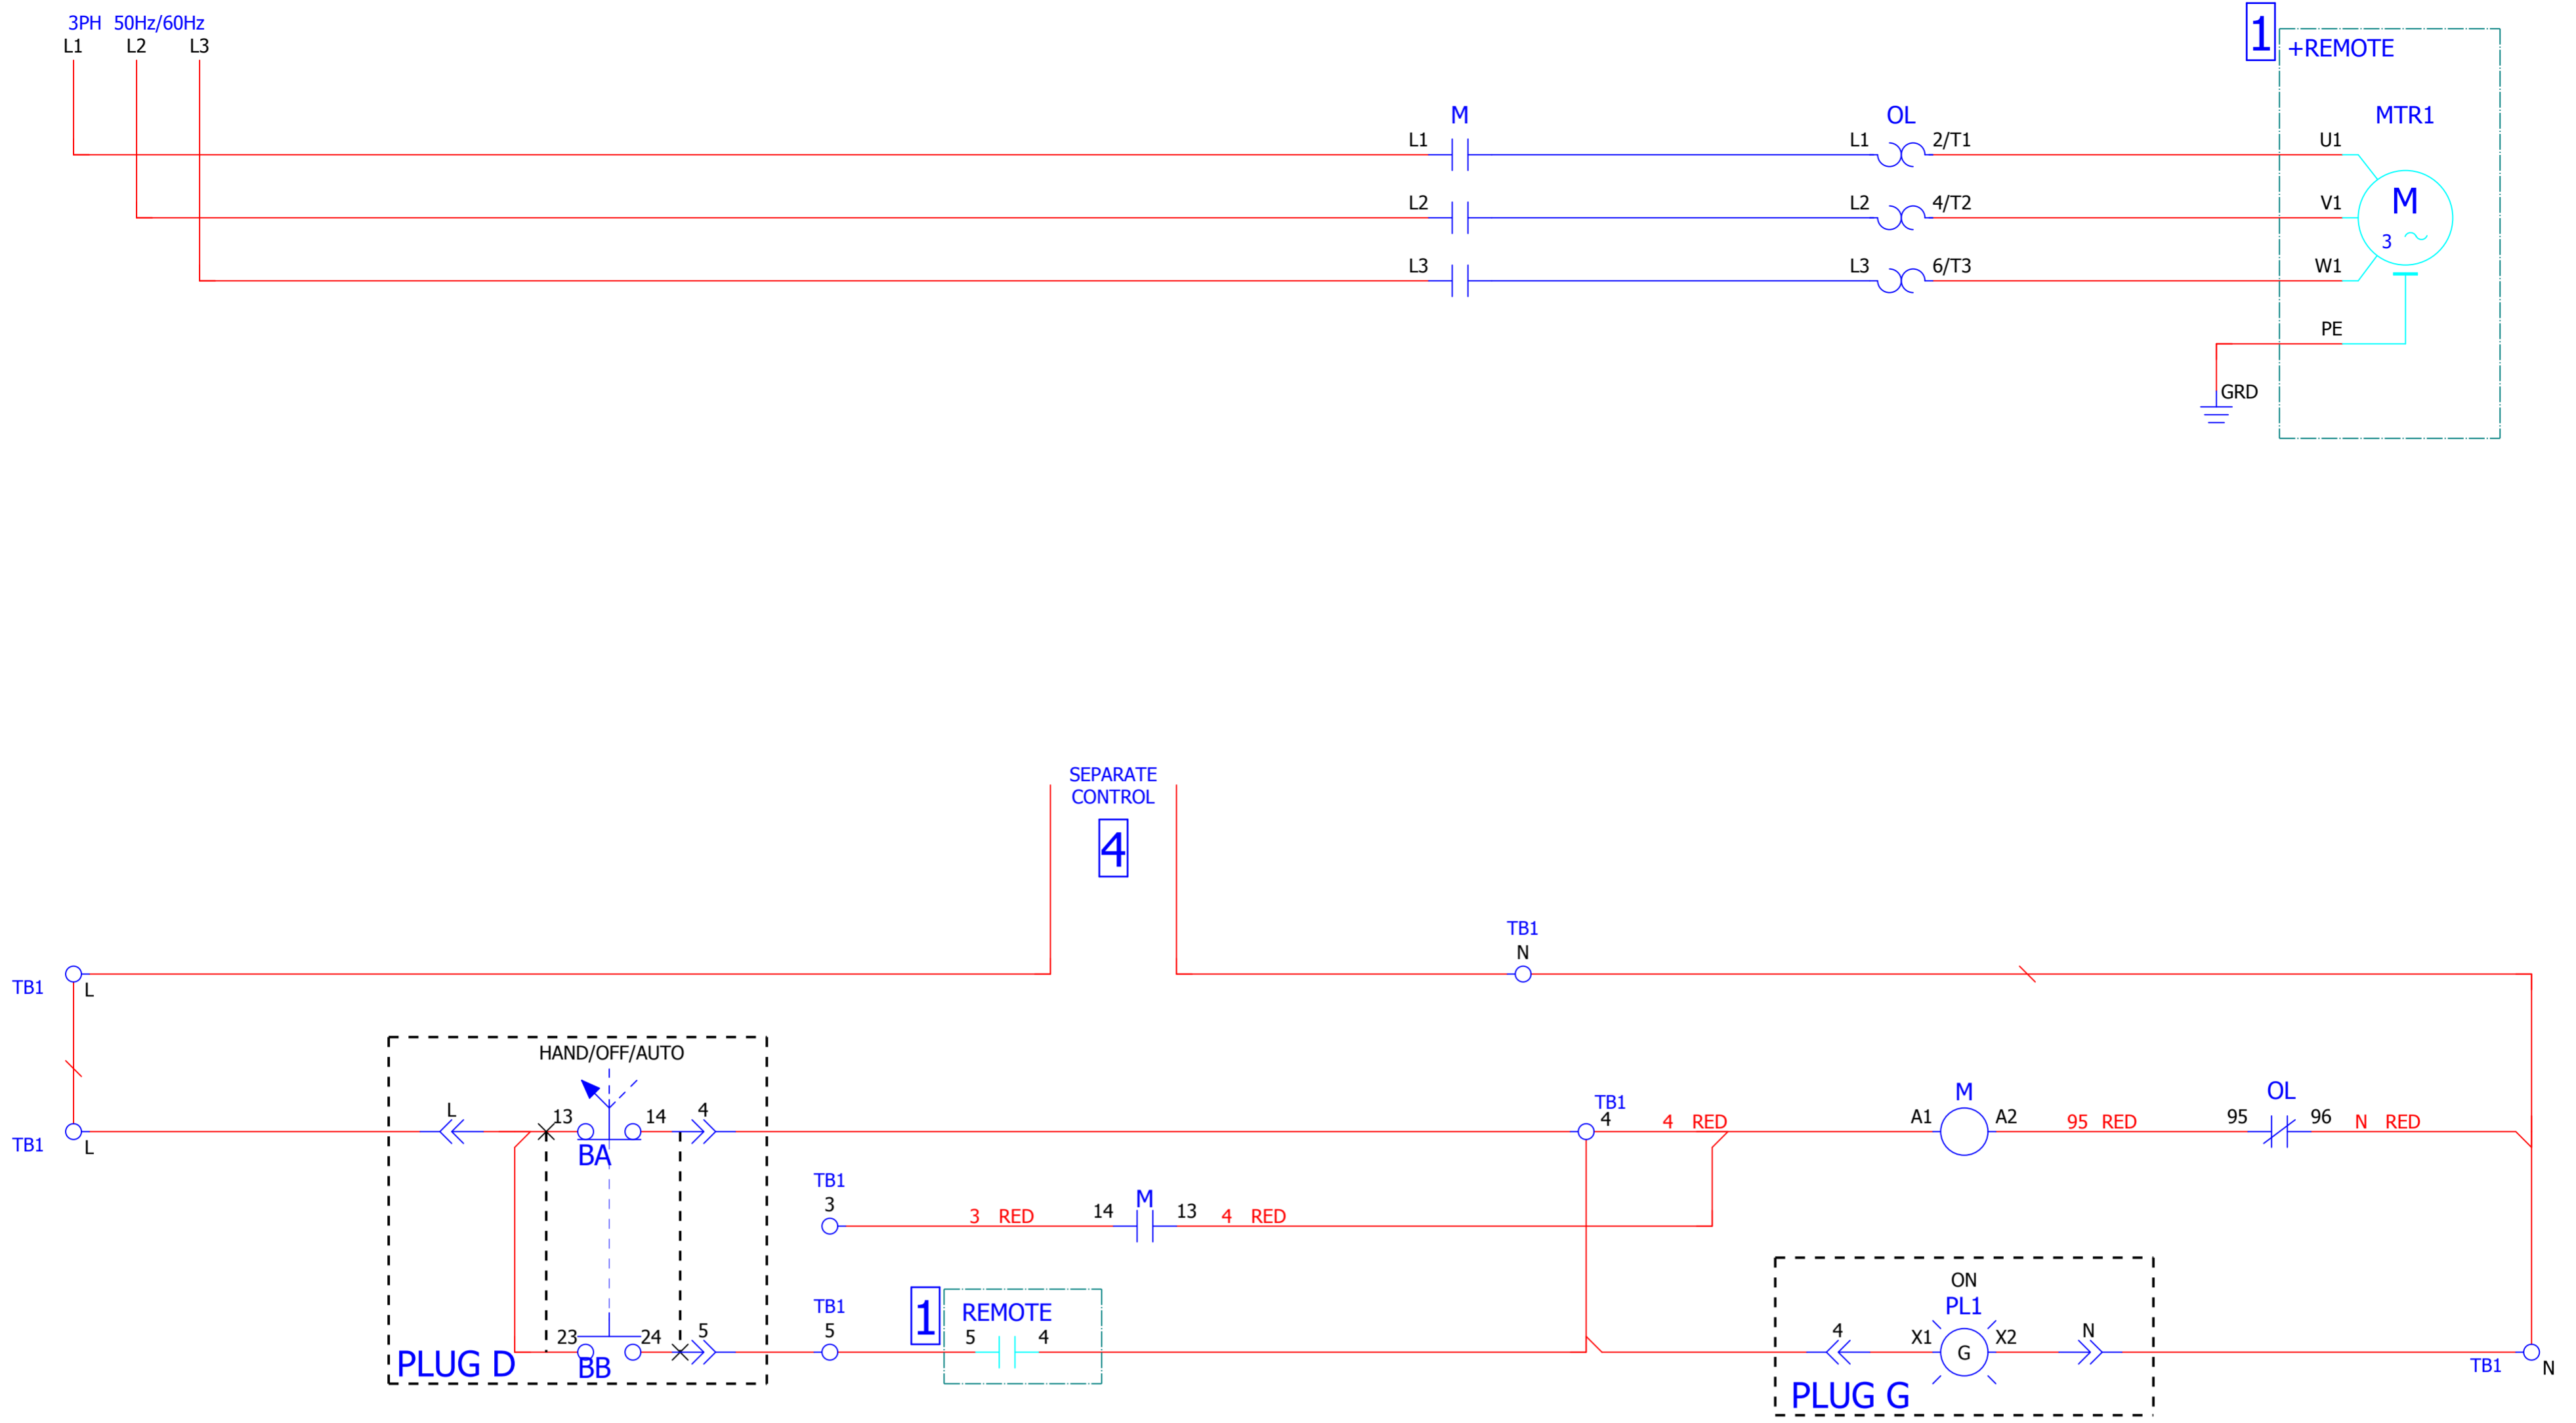 3PH 50Hz/60Hz
L1 L2 L3
1
+REMOTE
M
OL
MTR1
L1
L1
2/T1
U1
L2
L2
4/T2
V1
M
3
L3
L3
6/T3
W1
PE
GRD
SEPARATE
CONTROL
4
TB1
N
TB1
L
HAND/OFF/AUTO
L
13
14
4
TB1
4
4 RED
A1
M
A2
95 RED
95
OL
96
N RED
TB1
L
BA
TB1
3
3 RED
14
M
13
4 RED
TB1
5
1
REMOTE
5
4
23
24
5
BB
PLUG D
ON
PL1
4
X1
G
X2
N
PLUG G
TB1
N